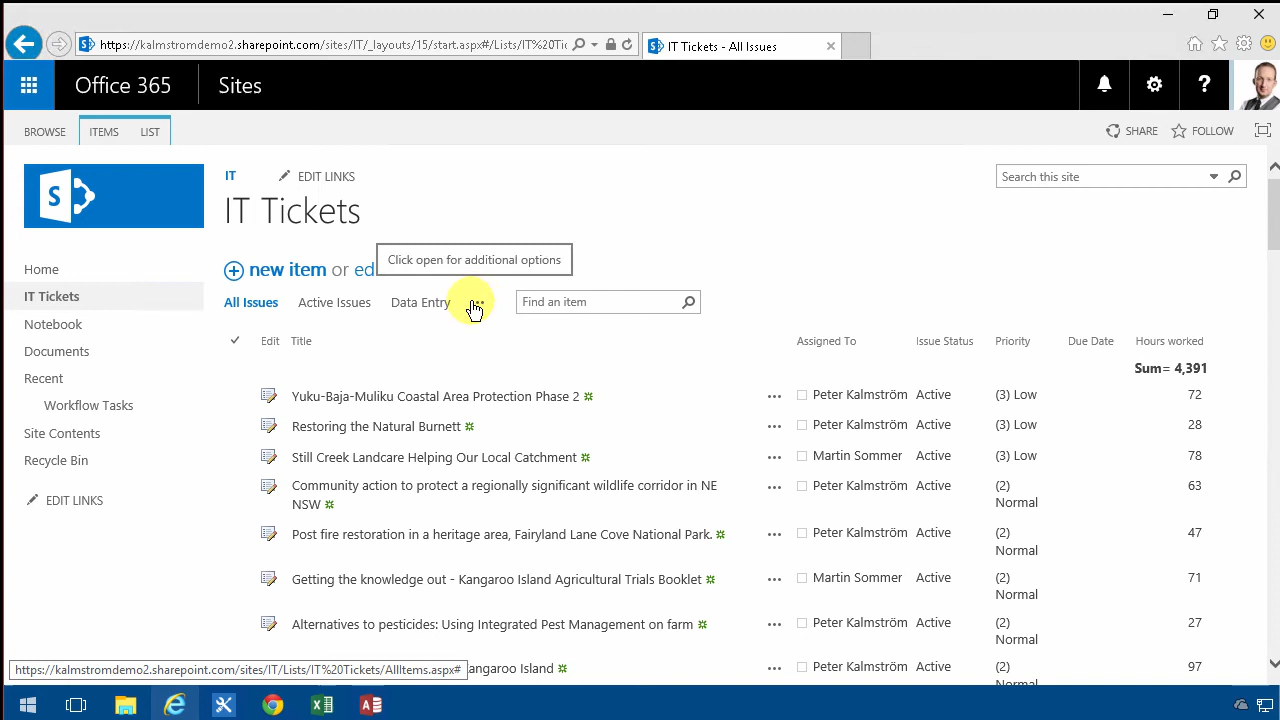 https://kalmstromdemo2.sharepoint.com/sites/IT/_layouts/15/
IT Tickets - All Issues
Office 365
Sites
BROWSE
ITEMS
LIST
SHARE
FOLLOW
IT
EDIT LINKS
Search this site
IT Tickets
Click open for additional options
new item or ed
All Issues
Active Issues
Data Entry
Find an item
Home
IT Tickets
Notebook
Documents
Recent
Workflow Tasks
Site Contents
Recycle Bin
EDIT LINKS
Edit Title Assigned To Issue Status Priority Due Date Hours worked
Sum= 4,391
Yuku-Baja-Muliku Coastal Area Protection Phase 2 Peter Kalmström Active (3) Low 72
Restoring the Natural Burnett Peter Kalmström Active (3) Low 28
Still Creek Landcare Helping Our Local Catchment Martin Sommer Active (3) Low 78
Community action to protect a regionally significant wildlife corridor in NE Peter Kalmström Active (2) 63
NSW Normal
Post fire restoration in a heritage area, Fairyland Lane Cove National Park. Peter Kalmström Active (2) 47
Normal
Getting the knowledge out - Kangaroo Island Agricultural Trials Booklet Martin Sommer Active (2) 71
Normal
Alternatives to pesticides: Using Integrated Pest Management on farm Peter Kalmström Active (2) 27
Normal
angaroo Island Peter Kalmström Active (2) 97
Normal
https://kalmstromdemo2.sharepoint.com/sites/IT/Lists/IT%20Tickets/AllItems.aspx#